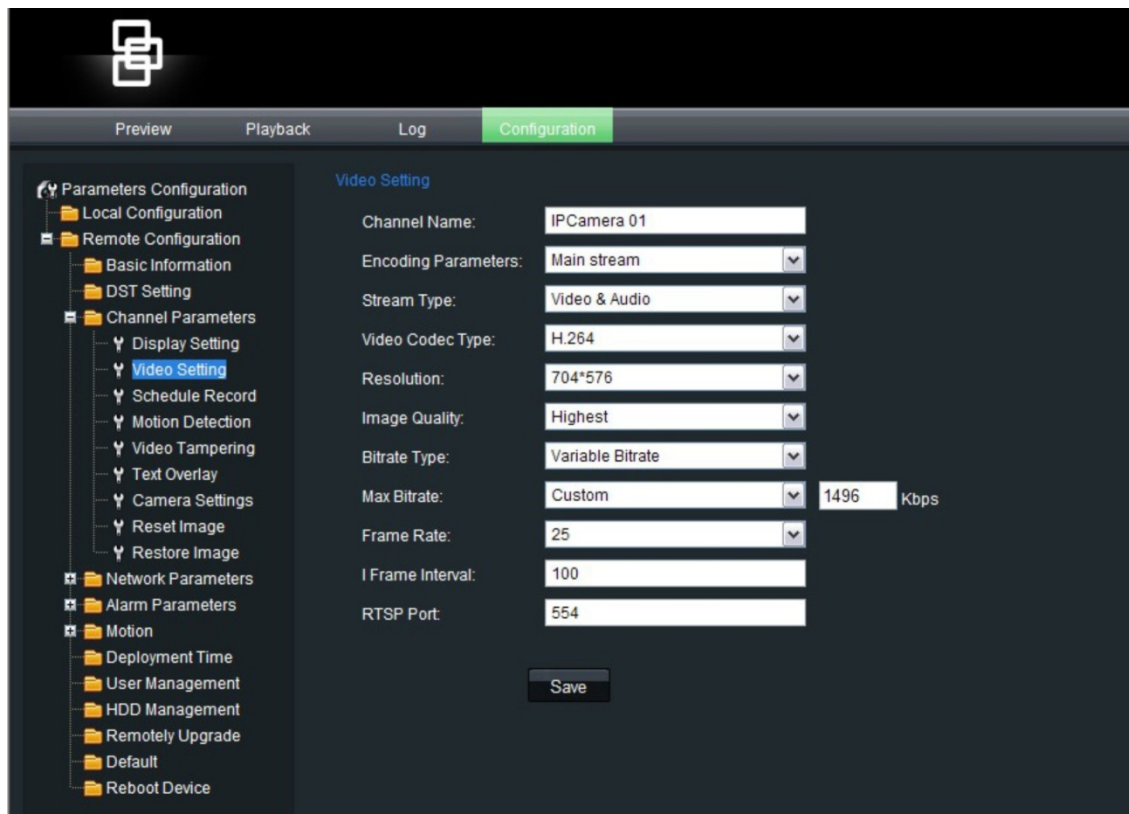 Preview Playback Log Configuration
Parameters Configuration
Local Configuration
Remote Configuration
Basic Information
DST Setting
Channel Parameters
Display Setting
Video Setting
Schedule Record
Motion Detection
Video Tampering
Text Overlay
Camera Settings
Reset Image
Restore Image
Network Parameters
Alarm Parameters
Motion
Deployment Time
User Management
HDD Management
Remotely Upgrade
Default
Reboot Device
Video Setting
Channel Name: IPCamera 01
Encoding Parameters: Main stream
Stream Type: Video & Audio
Video Codec Type: H.264
Resolution: 704*576
Image Quality: Highest
Bitrate Type: Variable Bitrate
Max Bitrate: Custom 1496 Kbps
Frame Rate: 25
I Frame Interval: 100
RTSP Port: 554
Save